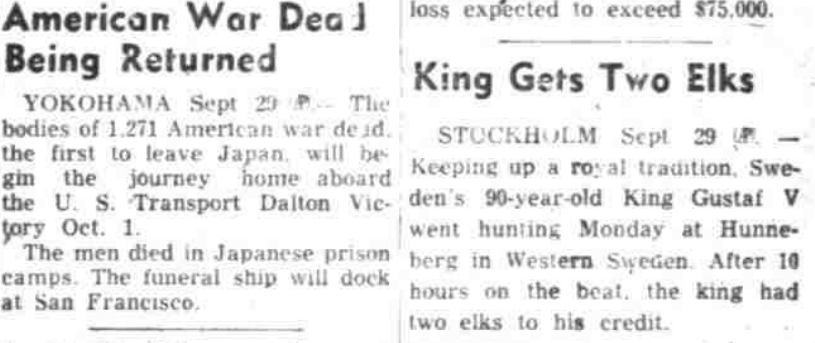 American War Dead
Being Returned
YOKOHAMA Sept 29 — The
bodies of 1,271 American war dead,
the first to leave Japan, will be-
gin the journey home aboard
the U. S. Transport Dalton Vic-
tory Oct. 1.
The men died in Japanese prison
camps. The funeral ship will dock
at San Francisco.
loss expected to exceed $75,000.
King Gets Two Elks
STOCKHOLM Sept 29 —
Keeping up a royal tradition, Swe-
den's 90-year-old King Gustaf V
went hunting Monday at Hunne-
berg in Western Sweden. After 10
hours on the beat, the king had
two elks to his credit.